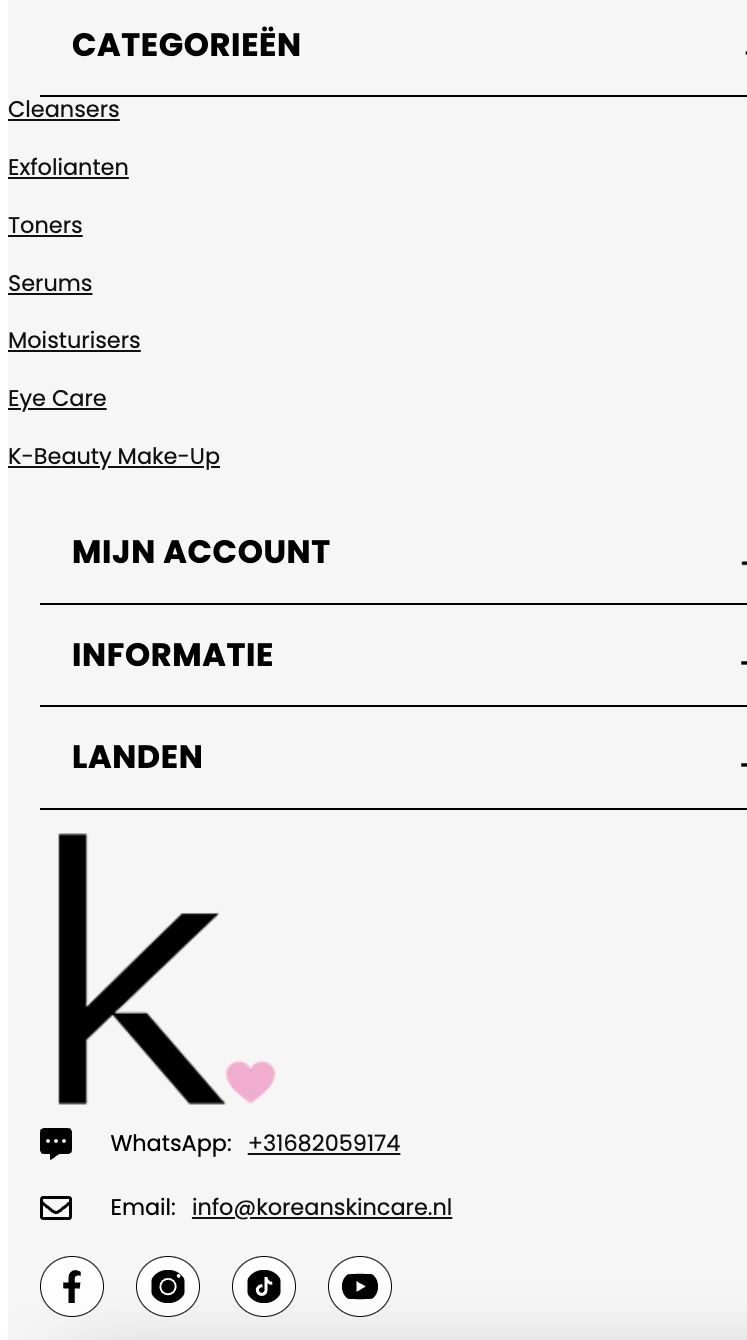 CATEGORIEËN
Cleansers
Exfolianten
Toners
Serums
Moisturisers
Eye Care
K-Beauty Make-Up
MIJN ACCOUNT
INFORMATIE
LANDEN
k.
WhatsApp: +31682059174
Email: info@koreanskincare.nl